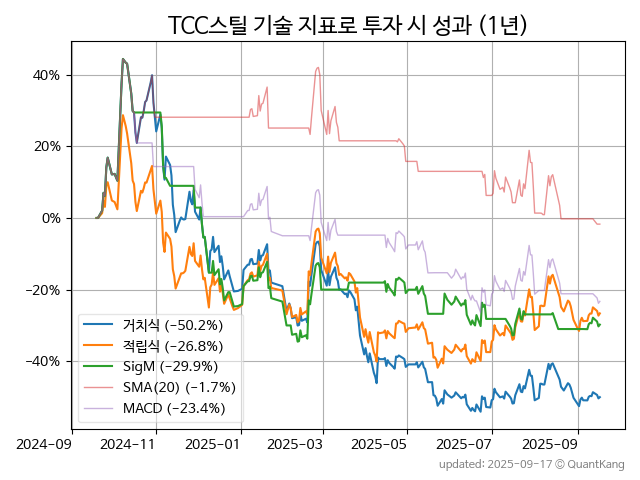 TCC스틸 기술 지표로 투자 시 성과 (1년)
40%
20%
0%
−20%
−40%
거치식 (−50.2%)
적립식 (−26.8%)
SigM (−29.9%)
SMA(20) (−1.7%)
MACD (−23.4%)
2024-09 2024-11 2025-01 2025-03 2025-05 2025-07 2025-09
updated: 2025-09-17 © QuantKang